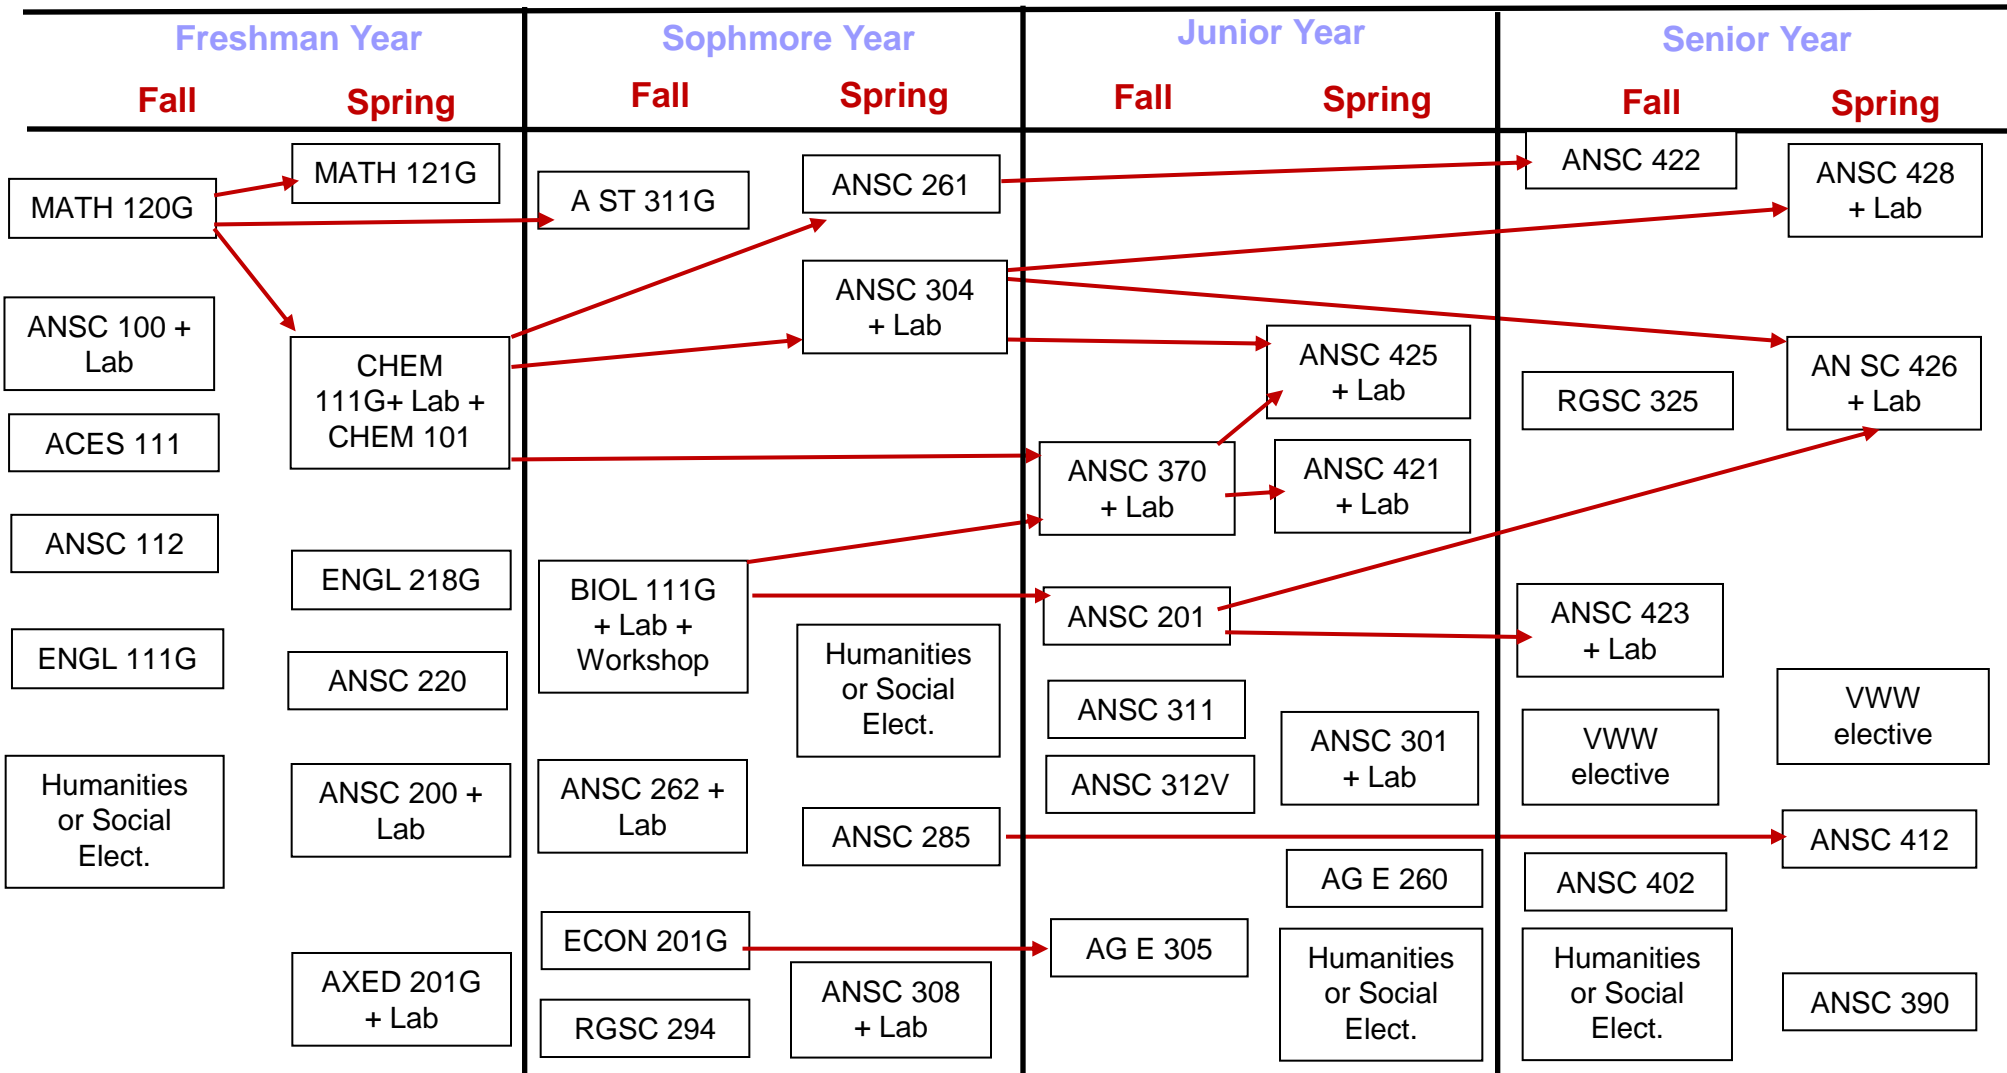 Freshman Year
Sophmore Year
Junior Year
Senior Year
Fall
Spring
Fall
Spring
Fall
Spring
Fall
Spring
MATH 120G
ANSC 100 +
Lab
ACES 111
ANSC 112
ENGL 111G
Humanities
or Social
Elect.
MATH 121G
CHEM
111G+ Lab +
CHEM 101
ENGL 218G
ANSC 220
ANSC 200 +
Lab
AXED 201G
+ Lab
A ST 311G
BIOL 111G
+ Lab +
Workshop
ANSC 262 +
Lab
ECON 201G
RGSC 294
ANSC 261
ANSC 304
+ Lab
Humanities
or Social
Elect.
ANSC 285
ANSC 308
+ Lab
ANSC 370
+ Lab
ANSC 201
ANSC 311
ANSC 312V
AG E 305
ANSC 425
+ Lab
ANSC 421
+ Lab
ANSC 301
+ Lab
AG E 260
Humanities
or Social
Elect.
ANSC 422
RGSC 325
ANSC 423
+ Lab
VWW
elective
ANSC 402
Humanities
or Social
Elect.
ANSC 428
+ Lab
AN SC 426
+ Lab
VWW
elective
ANSC 412
ANSC 390